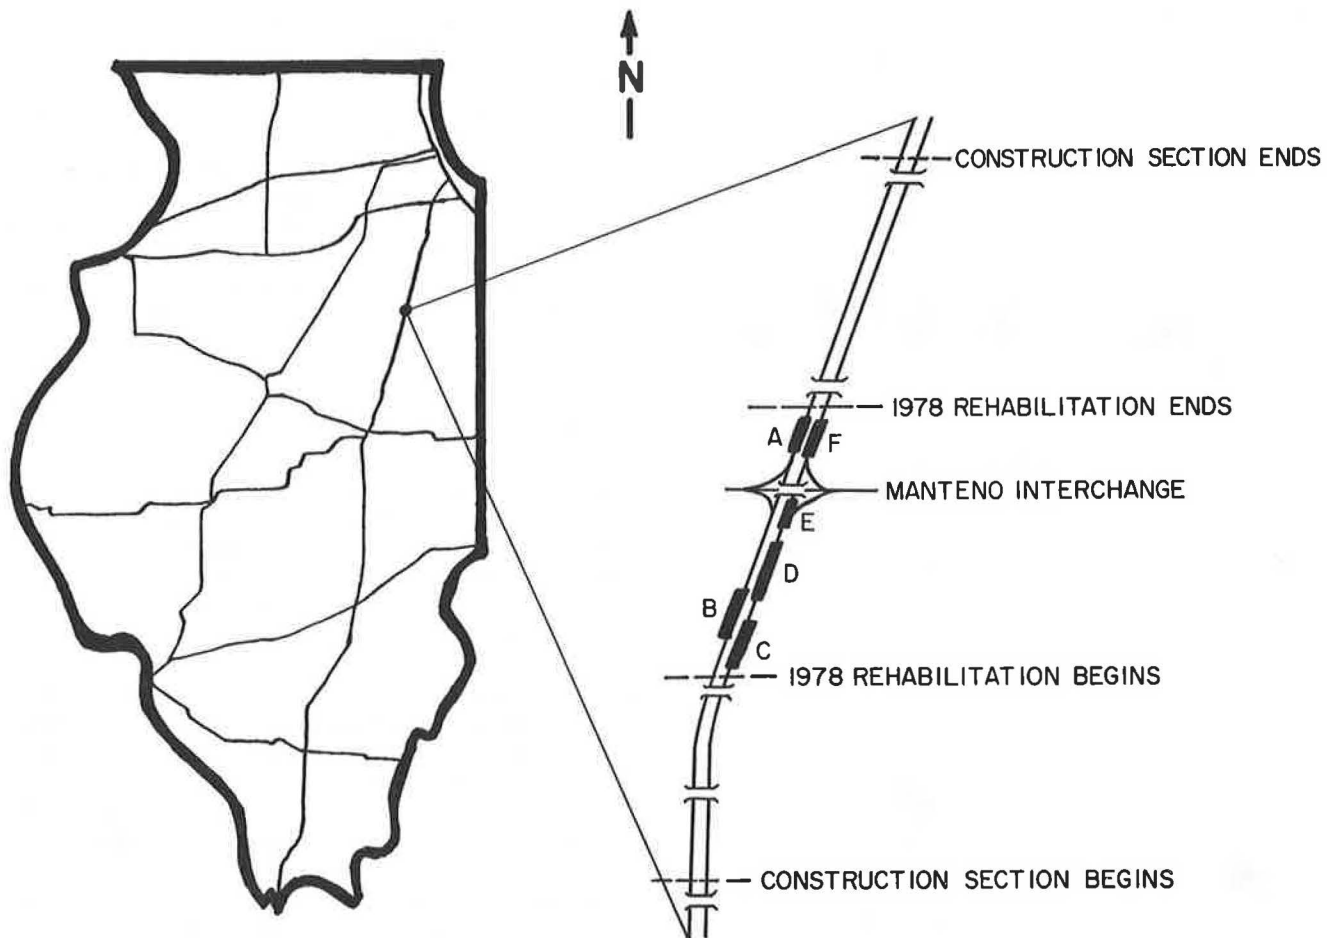 N
CONSTRUCTION SECTION ENDS
1978 REHABILITATION ENDS
A
F
MANTENO INTERCHANGE
E
D
B
C
1978 REHABILITATION BEGINS
CONSTRUCTION SECTION BEGINS